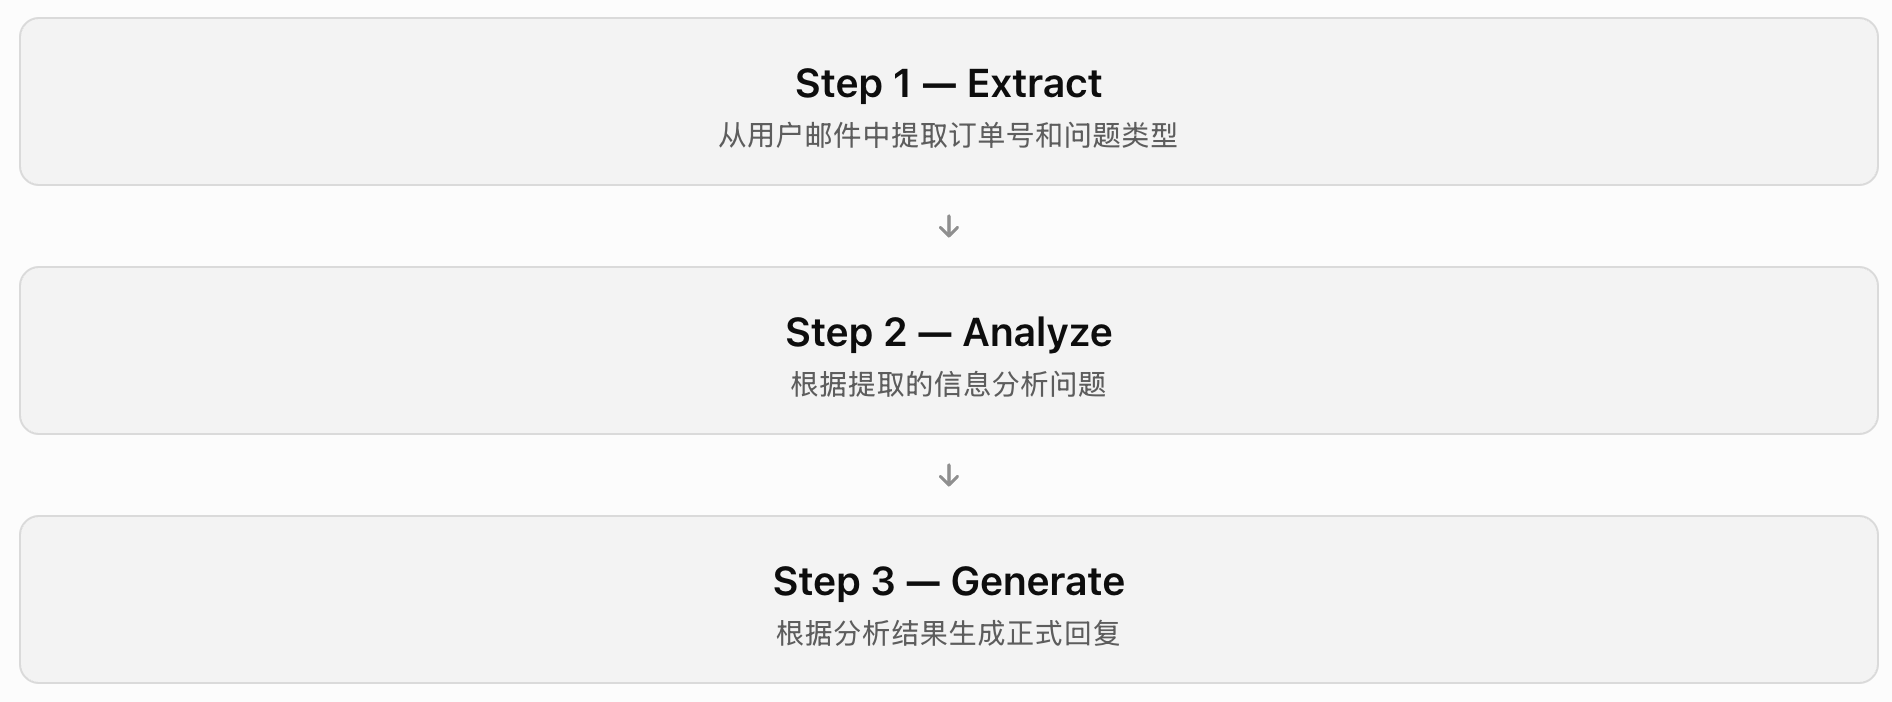 Step 1 — Extract
从用户邮件中提取订单号和问题类型
↓
Step 2 — Analyze
根据提取的信息分析问题
↓
Step 3 — Generate
根据分析结果生成正式回复